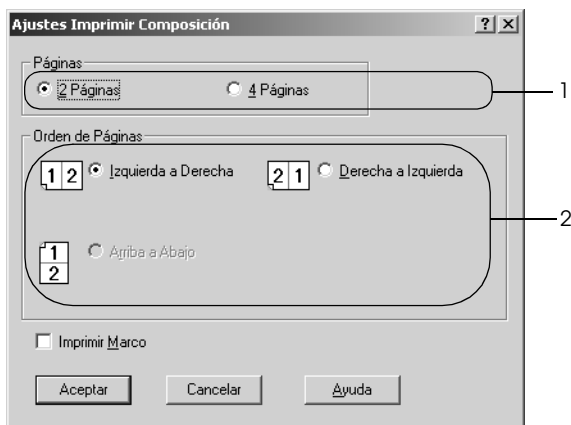 Ajustes Imprimir Composición
Páginas
2 Páginas
4 Páginas
1
Orden de Páginas
1 2
Izquierda a Derecha
2 1
Derecha a Izquierda
2
1
2
Arriba a Abajo
Imprimir Marco
Aceptar
Cancelar
Ayuda